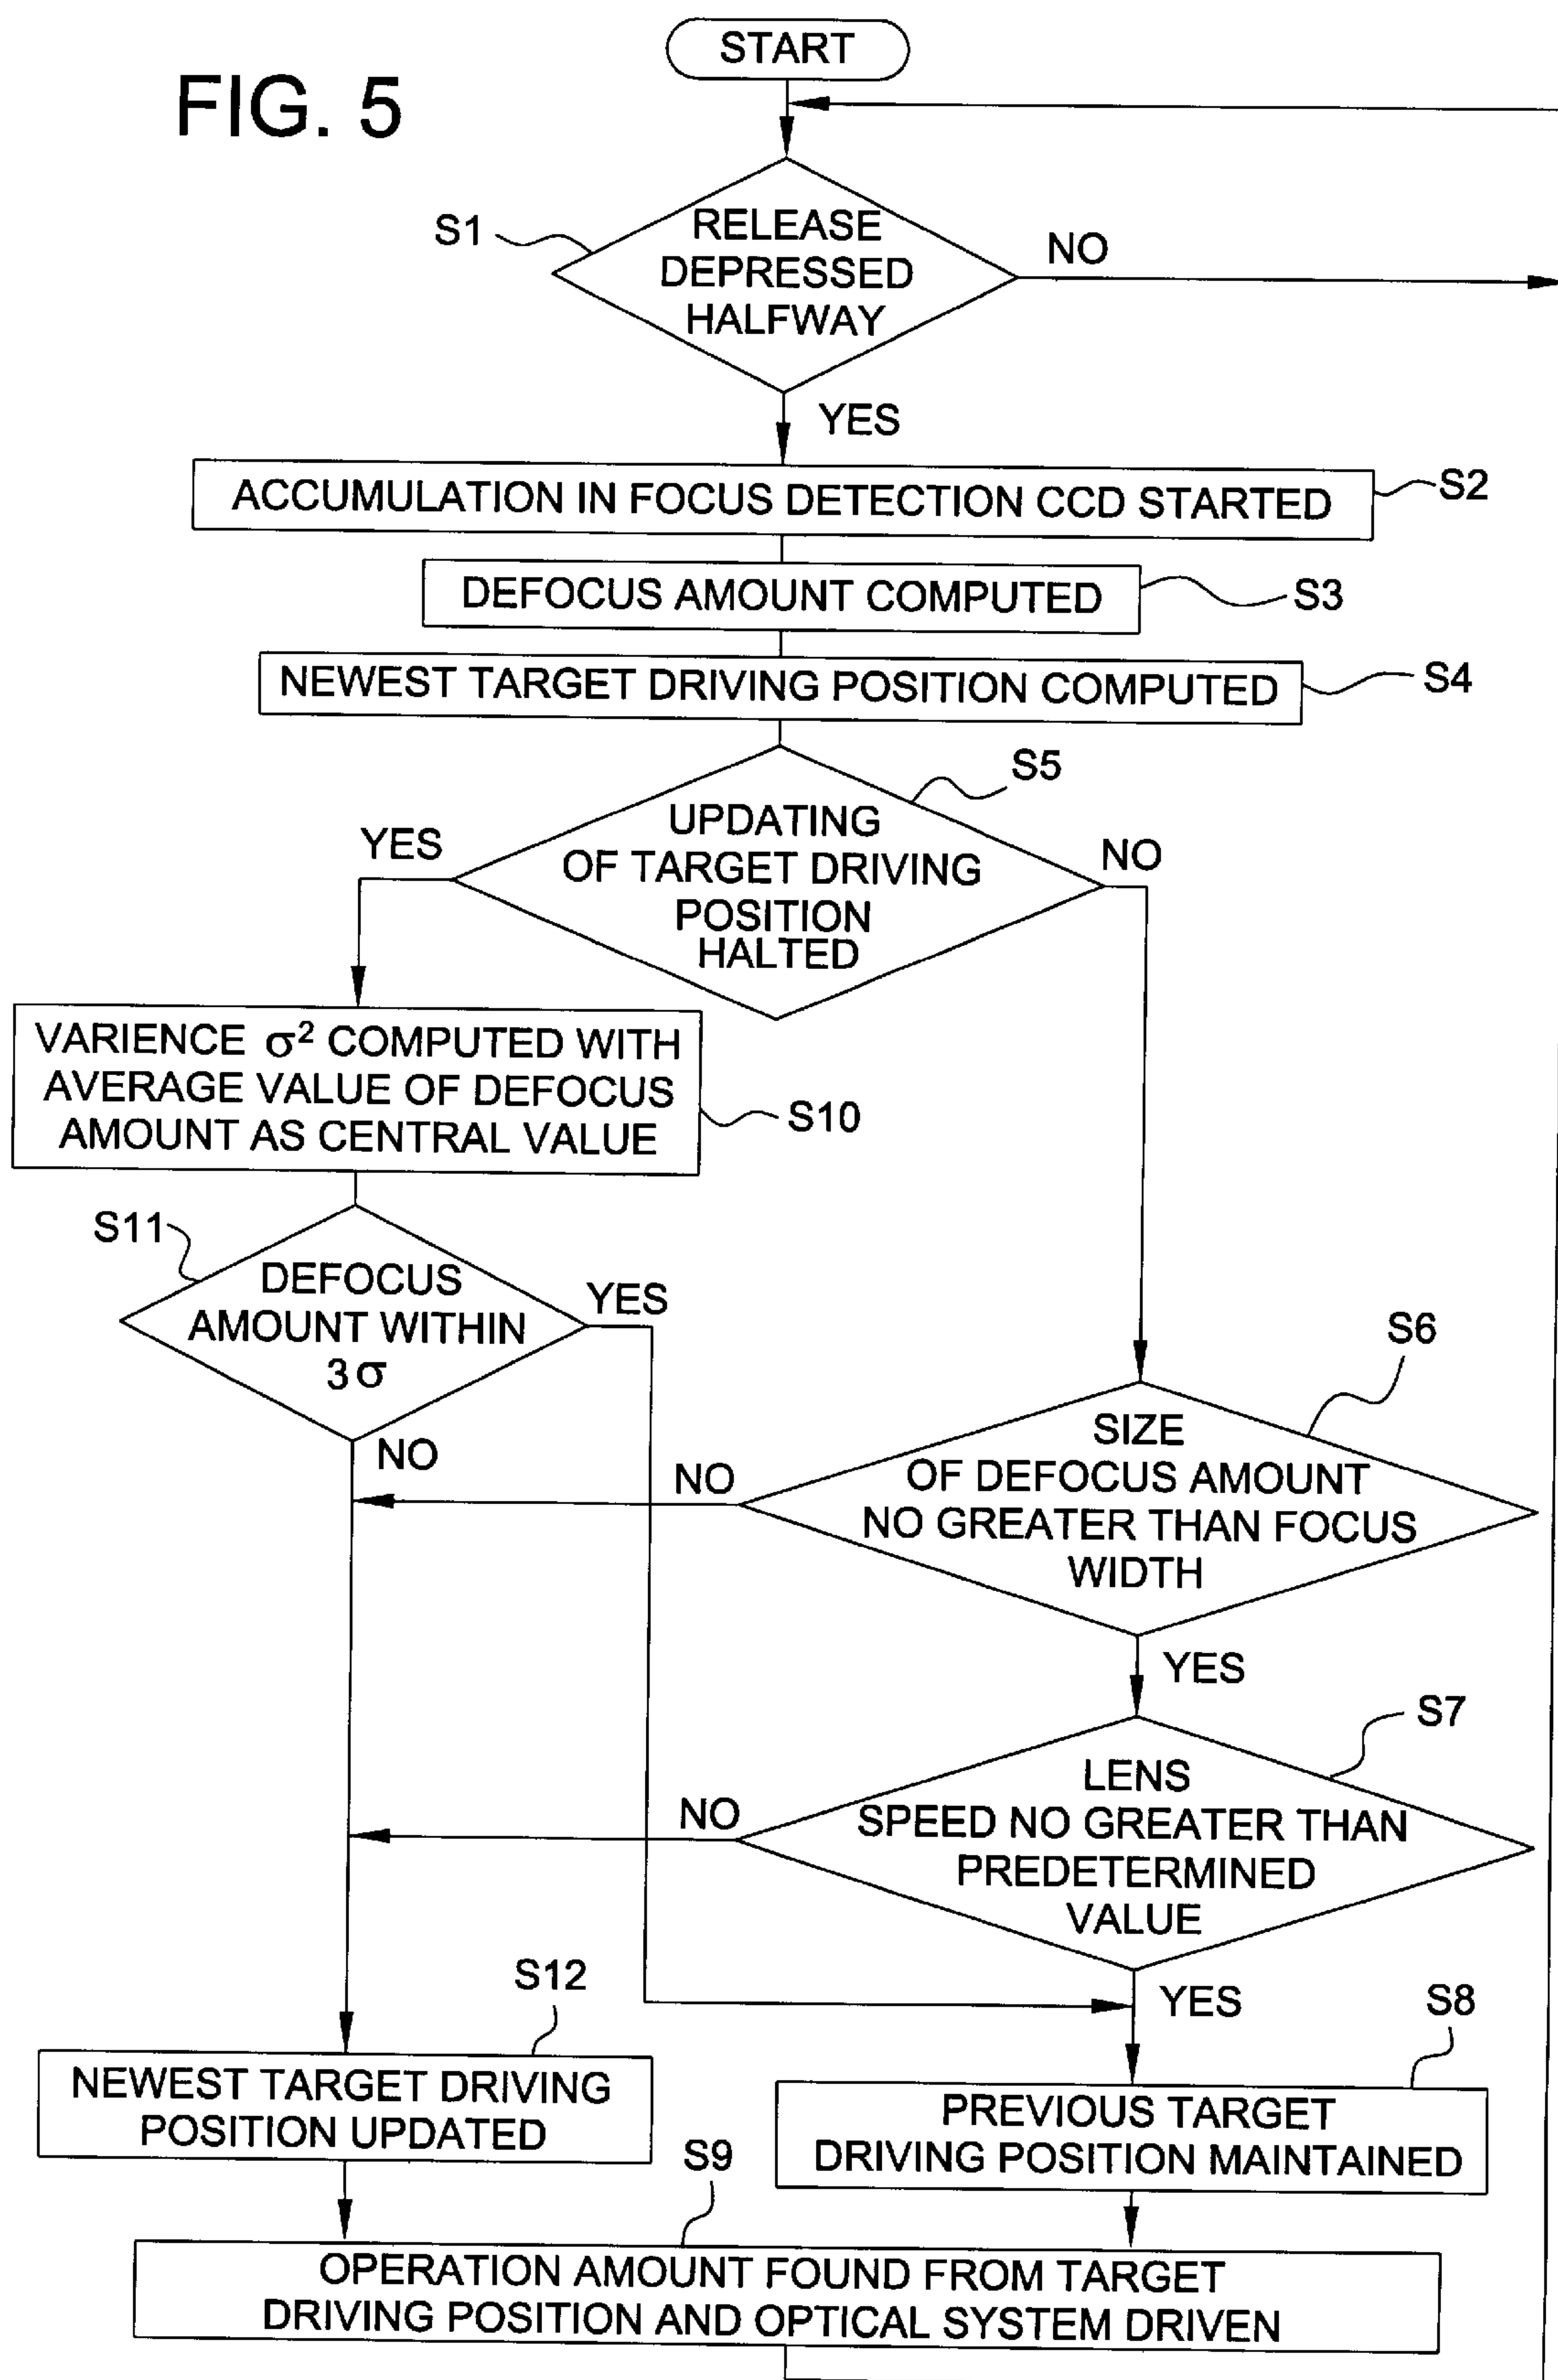 FIG. 5
START
S1
RELEASE
DEPRESSED
HALFWAY
NO
YES
ACCUMULATION IN FOCUS DETECTION CCD STARTED
S2
DEFOCUS AMOUNT COMPUTED
S3
NEWEST TARGET DRIVING POSITION COMPUTED
S4
S5
UPDATING
OF TARGET DRIVING
POSITION
HALTED
YES
NO
VARIENCE σ² COMPUTED WITH
AVERAGE VALUE OF DEFOCUS
AMOUNT AS CENTRAL VALUE
S10
S11
DEFOCUS
AMOUNT WITHIN
3σ
YES
NO
S6
SIZE
OF DEFOCUS AMOUNT
NO GREATER THAN FOCUS
WIDTH
NO
YES
S7
LENS
SPEED NO GREATER THAN
PREDETERMINED
VALUE
NO
YES
S12
NEWEST TARGET DRIVING
POSITION UPDATED
S8
PREVIOUS TARGET
DRIVING POSITION MAINTAINED
S9
OPERATION AMOUNT FOUND FROM TARGET
DRIVING POSITION AND OPTICAL SYSTEM DRIVEN